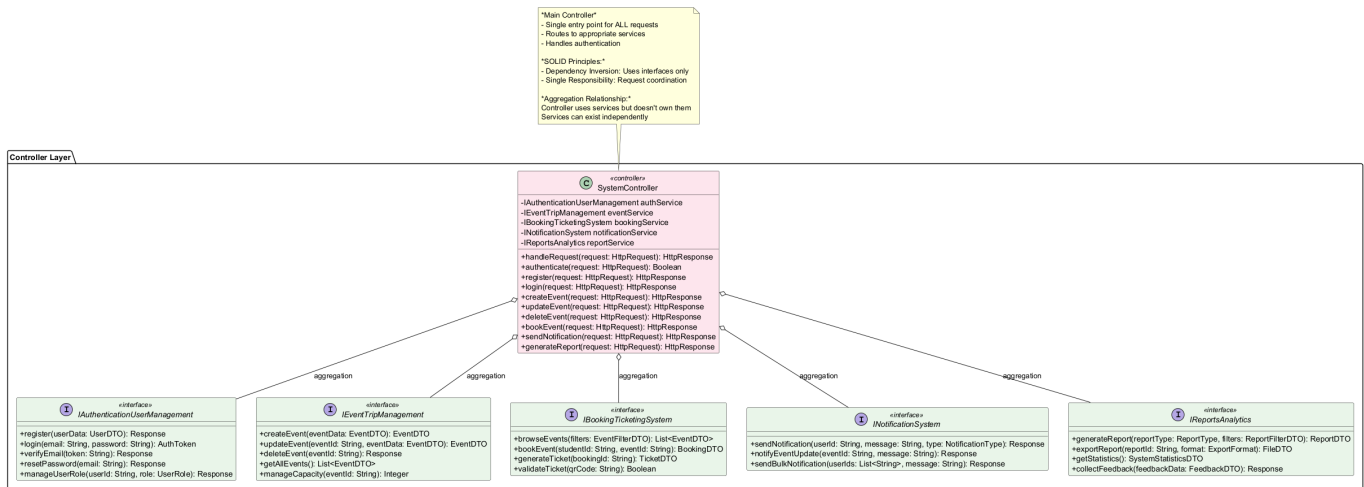 *Main Controller*
- Single entry point for ALL requests
- Routes to appropriate services
- Handles authentication
*SOLID Principles:*
- Dependency Inversion: Uses interfaces only
- Single Responsibility: Request coordination
*Aggregation Relationship:*
Controller uses services but doesn't own them
Services can exist independently
Controller Layer
«controller»
C
SystemController
-IAuthenticationUserManagement authService
-IEventTripManagement eventService
-IBookingTicketingSystem bookingService
-INotificationSystem notificationService
-IReportsAnalytics reportService
+handleRequest(request: HttpRequest): HttpResponse
+authenticate(request: HttpRequest): Boolean
+register(request: HttpRequest): HttpResponse
+login(request: HttpRequest): HttpResponse
+createEvent(request: HttpRequest): HttpResponse
+updateEvent(request: HttpRequest): HttpResponse
+deleteEvent(request: HttpRequest): HttpResponse
+bookEvent(request: HttpRequest): HttpResponse
+sendNotification(request: HttpRequest): HttpResponse
+generateReport(request: HttpRequest): HttpResponse
aggregation
aggregation
aggregation
aggregation
aggregation
«interface»
I
IAuthenticationUserManagement
+register(userData: UserDTO): Response
+login(email: String, password: String): AuthToken
+verifyEmail(token: String): Response
+resetPassword(email: String): Response
+manageUserRole(userId: String, role: UserRole): Response
«interface»
I
IEventTripManagement
+createEvent(eventData: EventDTO): EventDTO
+updateEvent(eventId: String, eventData: EventDTO): EventDTO
+deleteEvent(eventId: String): Response
+getAllEvents(): List<EventDTO>
+manageCapacity(eventId: String): Integer
«interface»
I
IBookingTicketingSystem
+browseEvents(filters: EventFilterDTO): List<EventDTO>
+bookEvent(studentId: String, eventId: String): BookingDTO
+generateTicket(bookingId: String): TicketDTO
+validateTicket(qrCode: String): Boolean
«interface»
I
INotificationSystem
+sendNotification(userId: String, message: String, type: NotificationType): Response
+notifyEventUpdate(eventId: String, message: String): Response
+sendBulkNotification(userIds: List<String>, message: String): Response
«interface»
I
IReportsAnalytics
+generateReport(reportType: ReportType, filters: ReportFilterDTO): ReportDTO
+exportReport(reportId: String, format: ExportFormat): FileDTO
+getStatistics(): SystemStatisticsDTO
+collectFeedback(feedbackData: FeedbackDTO): Response